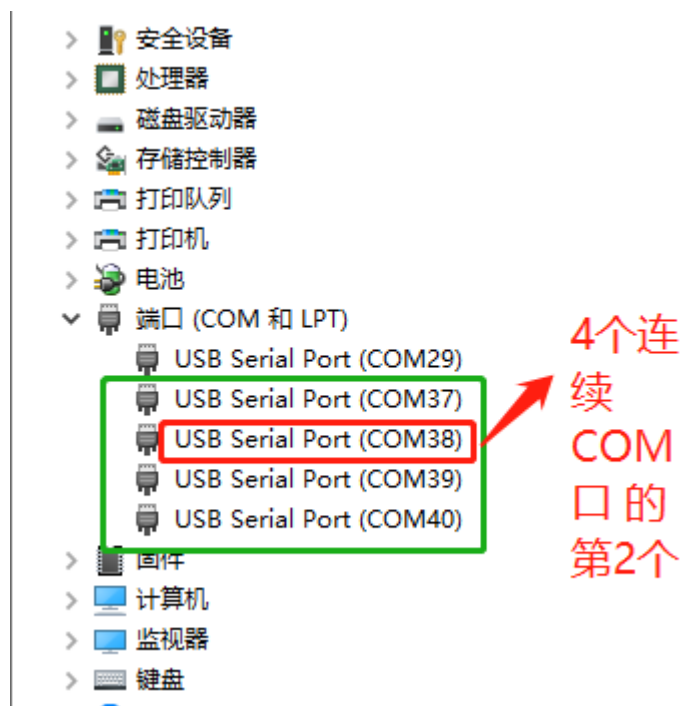 安全设备
处理器
磁盘驱动器
存储控制器
打印队列
打印机
电池
端口 (COM 和 LPT)
USB Serial Port (COM29)
USB Serial Port (COM37)
USB Serial Port (COM38)
USB Serial Port (COM39)
USB Serial Port (COM40)
固件
计算机
监视器
键盘
4个连
续
COM
口 的
第2个